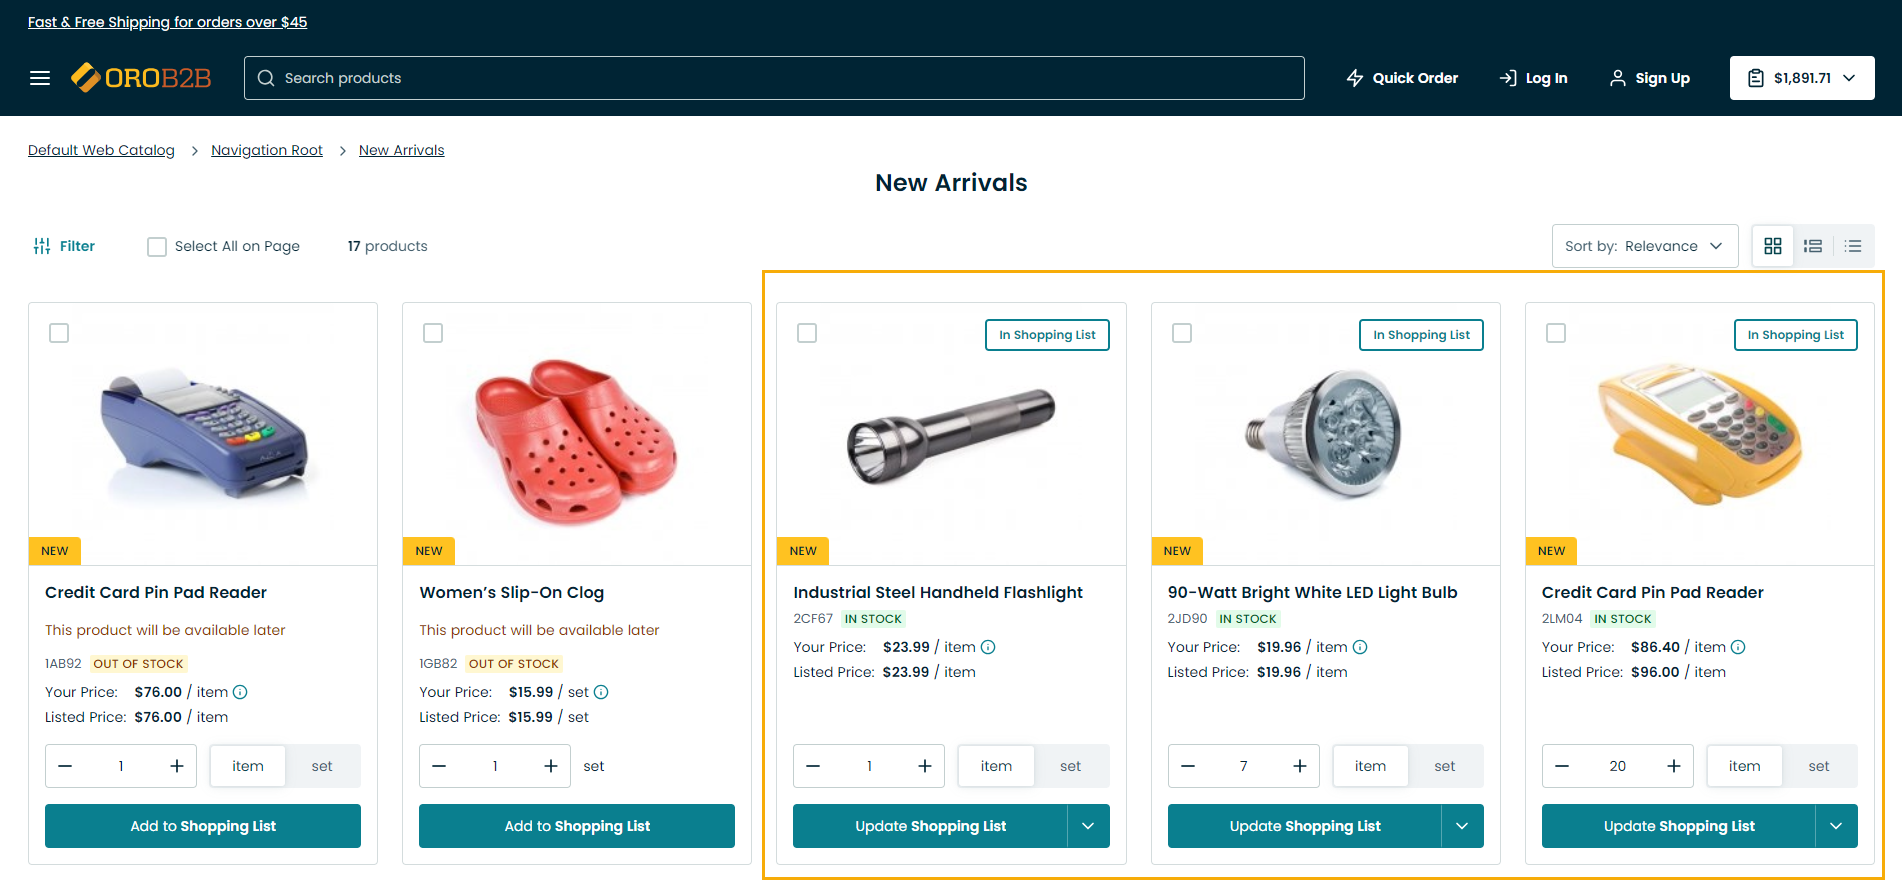 Fast & Free Shipping for orders over $45
OROB2B
Search products
Quick Order
Log In
Sign Up
$1,891.71
Default Web Catalog > Navigation Root > New Arrivals
New Arrivals
Filter
Select All on Page
17 products
Sort by: Relevance
NEW
Credit Card Pin Pad Reader
This product will be available later
1AB92 OUT OF STOCK
Your Price: $76.00 / item
Listed Price: $76.00 / item
1 item set
Add to Shopping List
NEW
Women's Slip-On Clog
This product will be available later
1GB82 OUT OF STOCK
Your Price: $15.99 / set
Listed Price: $15.99 / set
1 set
Add to Shopping List
In Shopping List
NEW
Industrial Steel Handheld Flashlight
2CF67 IN STOCK
Your Price: $23.99 / item
Listed Price: $23.99 / item
1 item set
Update Shopping List
In Shopping List
NEW
90-Watt Bright White LED Light Bulb
2JD90 IN STOCK
Your Price: $19.96 / item
Listed Price: $19.96 / item
7 item set
Update Shopping List
In Shopping List
NEW
Credit Card Pin Pad Reader
2LM04 IN STOCK
Your Price: $86.40 / item
Listed Price: $96.00 / item
20 item set
Update Shopping List